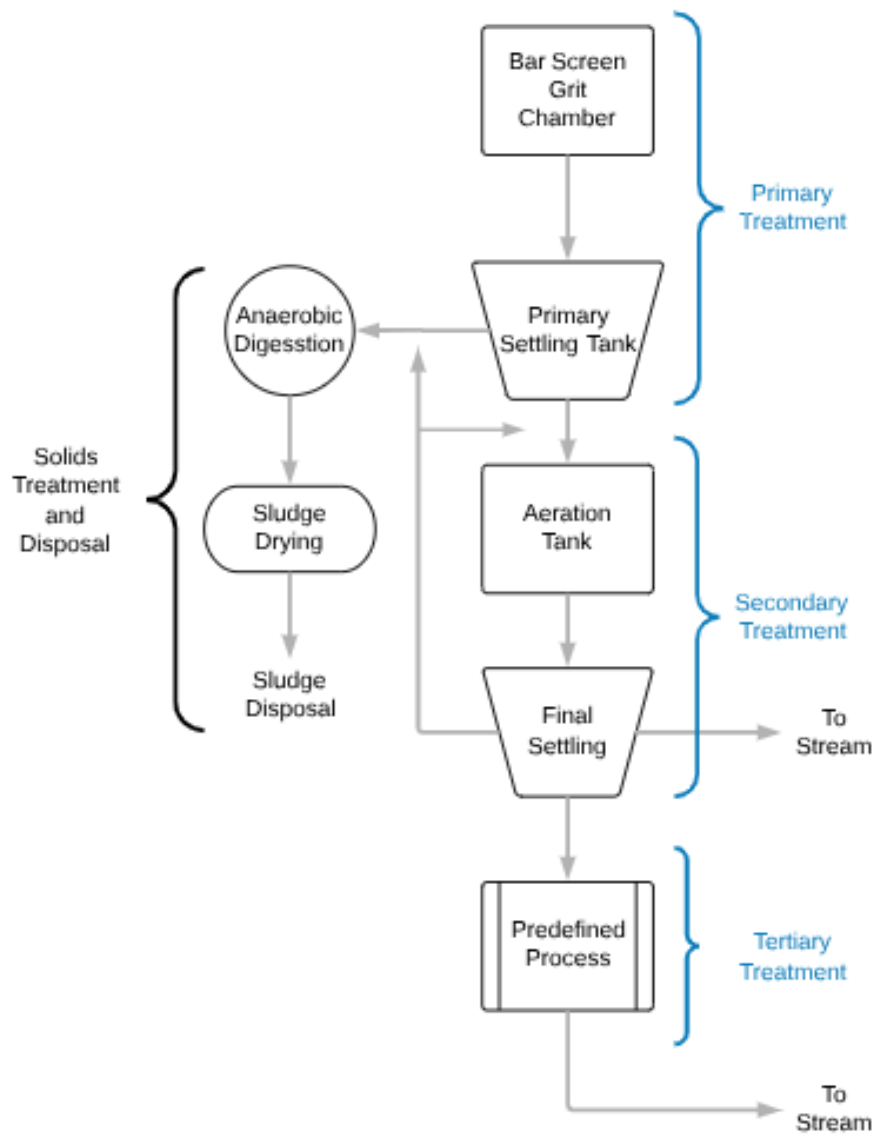 Bar Screen
Grit
Chamber
Primary
Treatment
Primary
Settling Tank
Anaerobic
Digesstion
Solids
Treatment
and
Disposal
Sludge
Drying
Sludge
Disposal
Aeration
Tank
Secondary
Treatment
Final
Settling
To
Stream
Predefined
Process
Tertiary
Treatment
To
Stream